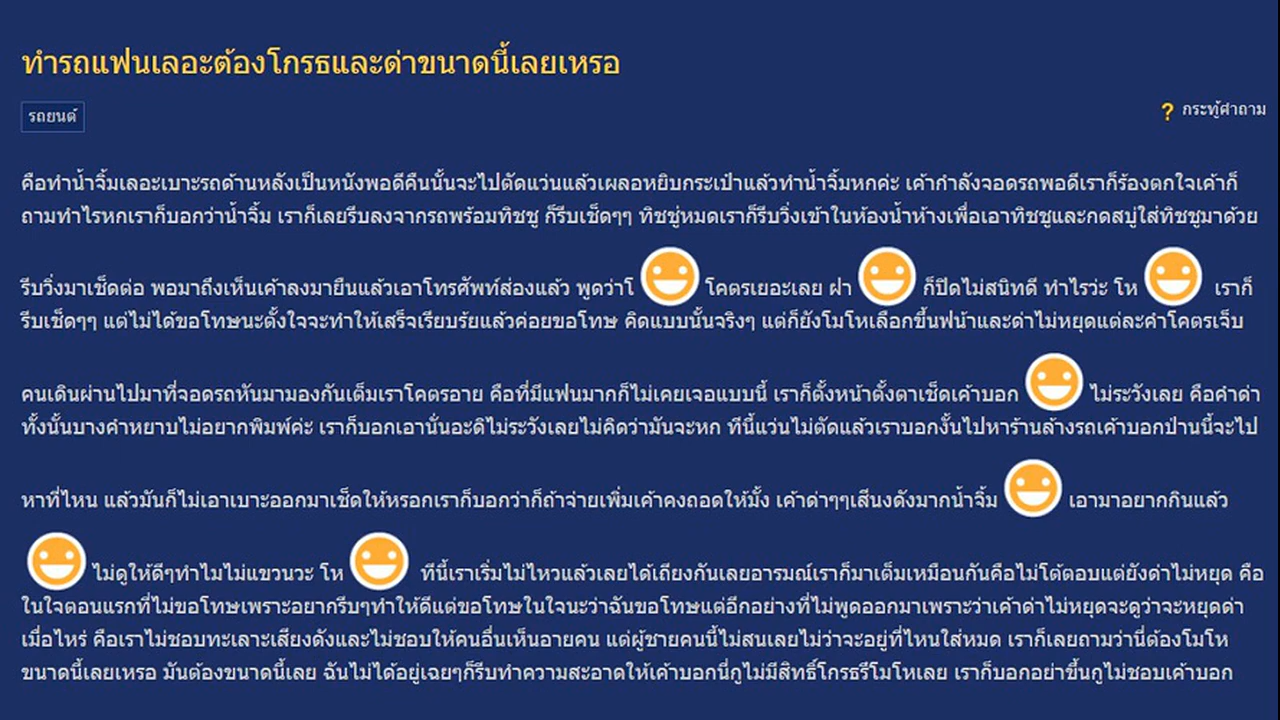 ทำรถแฟนเลอะต้องโกรธและด่าขนาดนี้เลยเหรอ
รถยนต์
? กระทู้คำถาม
คือทำน้ำจิ้มเลอะเบาะรถด้านหลังเป็นหนังพอดีคืนนั้นจะไปตัดแว่นแล้วเผลอหยิบกระเป๋าแล้วทำน้ำจิ้มหกค่ะ เค้ากำลังจอดรถพอดีเราก็ร้องตกใจเค้าก็
ถามทำไรหกเราก็บอกว่าน้ำจิ้ม เราก็เลยรีบลงจากรถพร้อมทิชชู ก็รีบเช็ดๆๆ ทิชชู่หมดเราก็รีบวิ่งเข้าในห้องน้ำห้างเพื่อเอาทิชชูและกดสบู่ใส่ทิชชูมาด้วย
รีบวิ่งมาเช็ดต่อ พอมาถึงเห็นเค้าลงมายืนแล้วเอาโทรศัพท์ส่องแล้ว พูดว่าโ โคตรเยอะเลย ฝา ก็ปิดไม่สนิทดี ทำไรว่ะ โห เราก็
รีบเช็ดๆๆ แต่ไม่ได้ขอโทษนะตั้งใจจะทำให้เสร็จเรียบรัยแล้วค่อยขอโทษ คิดแบบนั้นจริงๆ แต่ก็ยังโมโหเลือกขึ้นฟน้าและด่าไม่หยุดแต่ละคำโคตรเจ็บ
คนเดินผ่านไปมาที่จอดรถหันมามองกันเต็มเราโคตรอาย คือที่มีแฟนมากก็ไม่เคยเจอแบบนี้ เราก็ตั้งหน้าตั้งตาเช็ดเค้าบอก ไม่ระวังเลย คือคำด่า
ทั้งนั้นบางคำหยาบไม่อยากพิมพ์ค่ะ เราก็บอกเอานั่นอะดิไม่ระวังเลยไม่คิดว่ามันจะหก ทีนี้แว่นไม่ตัดแล้วเราบอกงั้นไปหาร้านล้างรถเค้าบอกป่านนี้จะไป
หาที่ไหน แล้วมันก็ไม่เอาเบาะออกมาเช็ดให้หรอกเราก็บอกว่าก็ถ้าจ่ายเพิ่มเค้าคงถอดให้มั้ง เค้าด่าๆๆเสีนงดังมากน้ำจิ้ม เอามาอยากกินแล้ว
ไม่ดูให้ดีๆทำไมไม่แขวนวะ โห ทีนี้เราเริ่มไม่ไหวแล้วเลยได้เถียงกันเลยอารมณ์เราก็มาเต็มเหมือนกันคือไม่โต้ตอบแต่ยังด่าไม่หยุด คือ
ในใจตอนแรกที่ไม่ขอโทษเพราะอยากรีบๆทำให้ดีแต่ขอโทษในใจนะว่าฉันขอโทษแต่อีกอย่างที่ไม่พูดออกมาเพราะว่าเค้าด่าไม่หยุดจะดูว่าจะหยุดด่า
เมื่อไหร่ คือเราไม่ชอบทะเลาะเสียงดังและไม่ชอบให้คนอื่นเห็นอายคน แต่ผู้ชายคนนี้ไม่สนเลยไม่ว่าจะอยู่ที่ไหนใส่หมด เราก็เลยถามว่านี่ต้องโมโห
ขนาดนี้เลยเหรอ มันต้องขนาดนี้เลย ฉันไม่ได้อยู่เฉยๆก็รีบทำความสะอาดให้เค้าบอกนี่กูไม่มีสิทธิ์โกรธรึโมโหเลย เราก็บอกอย่าขึ้นกูไม่ชอบเค้าบอก